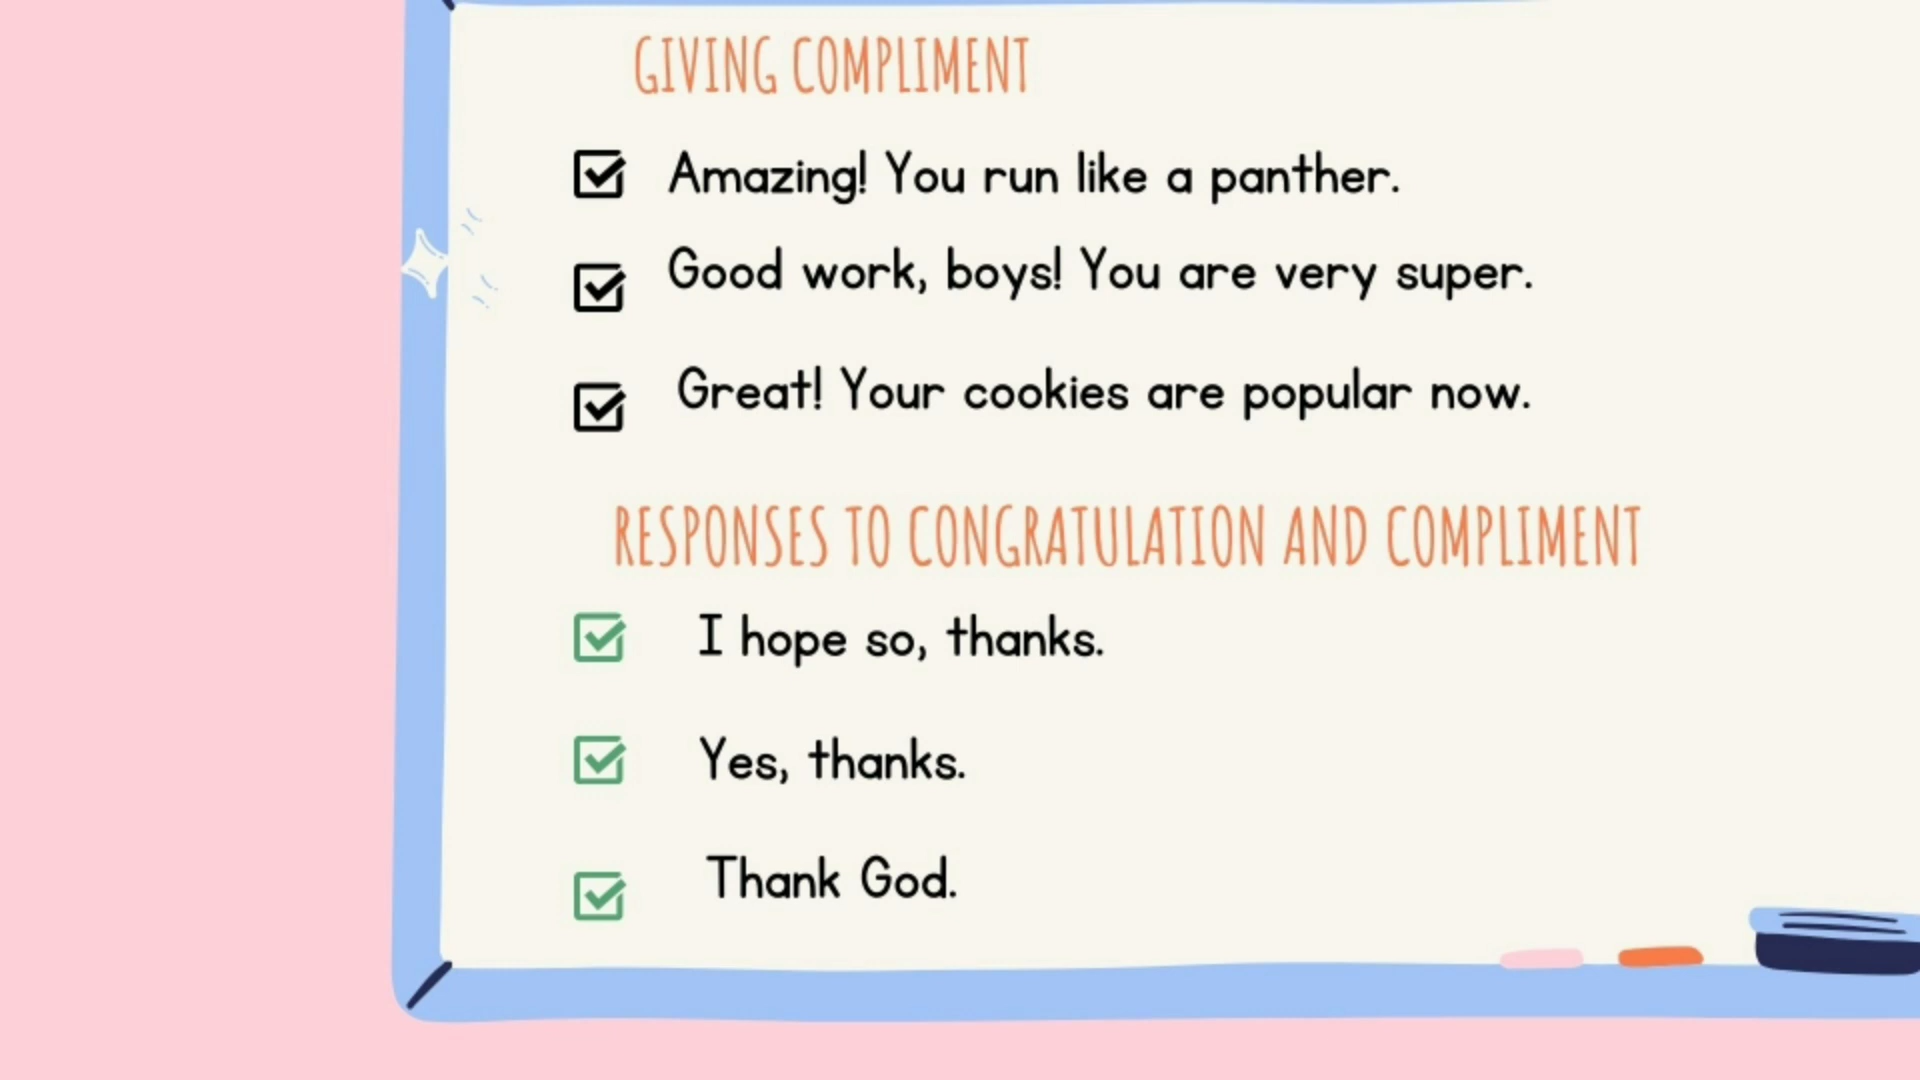 GIVING COMPLIMENT
Amazing! You run like a panther.
Good work, boys! You are very super.
Great! Your cookies are popular now.
RESPONSES TO CONGRATULATION AND COMPLIMENT
I hope so, thanks.
Yes, thanks.
Thank God.